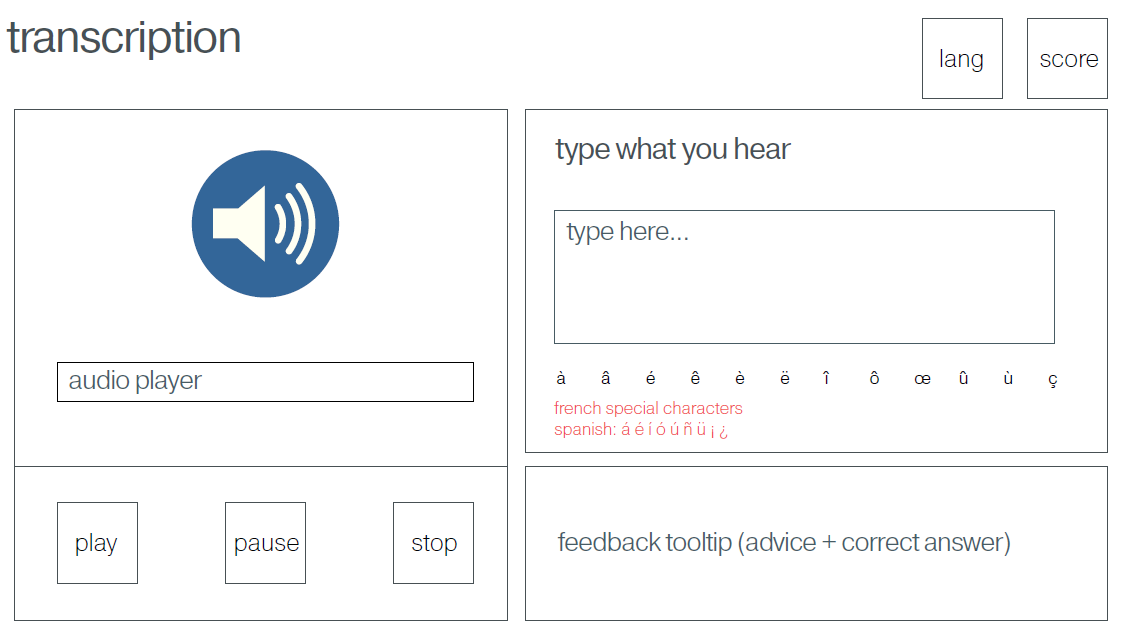 transcription
lang
score
audio player
play
pause
stop
type what you hear
type here...
à â é ê è ë î ô œ û ù ç
french special characters
spanish: á é í ó ú ñ ü ¡ ¿
feedback tooltip (advice + correct answer)